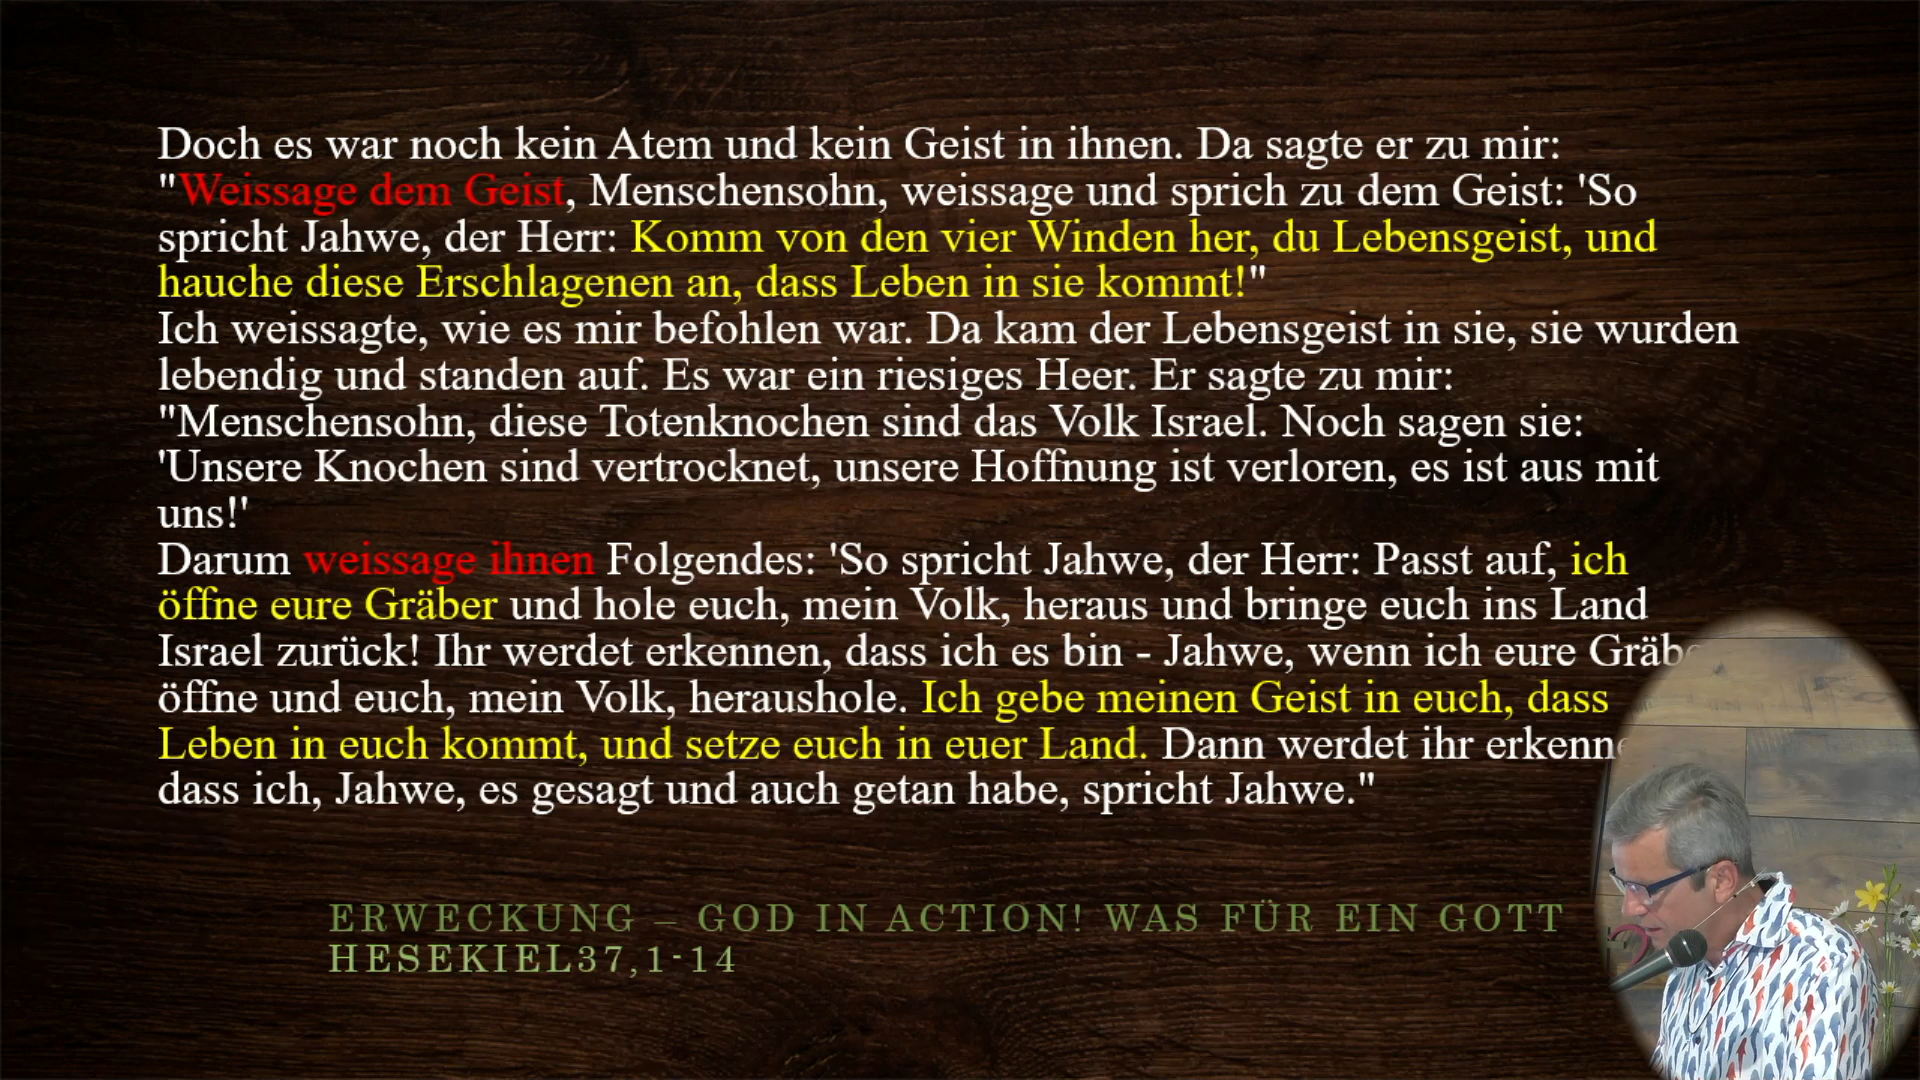 Doch es war noch kein Atem und kein Geist in ihnen. Da sagte er zu mir:
"Weissage dem Geist, Menschensohn, weissage und sprich zu dem Geist: 'So
spricht Jahwe, der Herr: Komm von den vier Winden her, du Lebensgeist, und
hauche diese Erschlagenen an, dass Leben in sie kommt!"
Ich weissagte, wie es mir befohlen war. Da kam der Lebensgeist in sie, sie wurden
lebendig und standen auf. Es war ein riesiges Heer. Er sagte zu mir:
"Menschensohn, diese Totenknochen sind das Volk Israel. Noch sagen sie:
'Unsere Knochen sind vertrocknet, unsere Hoffnung ist verloren, es ist aus mit
uns!'
Darum weissage ihnen Folgendes: 'So spricht Jahwe, der Herr: Passt auf, ich
öffne eure Gräber und hole euch, mein Volk, heraus und bringe euch ins Land
Israel zurück! Ihr werdet erkennen, dass ich es bin - Jahwe, wenn ich eure
öffne und euch, mein Volk, heraushole. Ich gebe meinen Geist in euch, dass
Leben in euch kommt, und setze euch in euer Land. Dann werdet ihr
dass ich, Jahwe, es gesagt und auch getan habe, spricht Jahwe."
ERWECKUNG – GOD IN ACTION! WAS FÜR EIN GOTT
HESEKIEL37,1-14